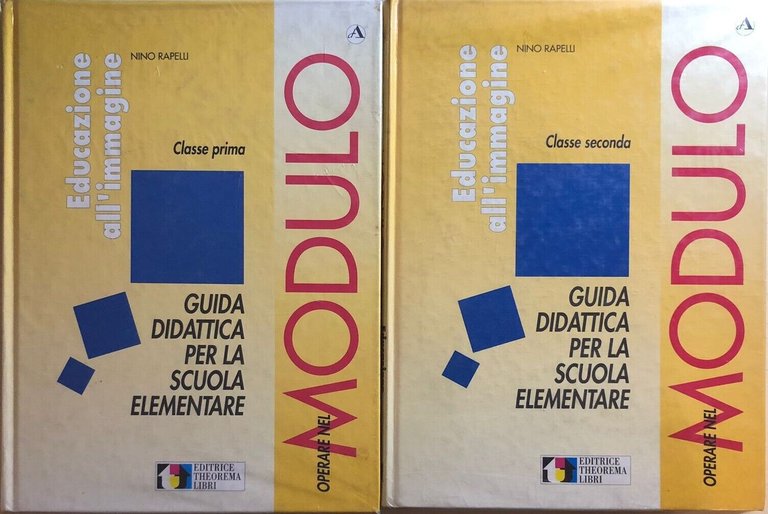 NINO RAPELLI
Educazione
all'immagine
Classe prima
GUIDA
DIDATTICA
PER LA
SCUOLA
ELEMENTARE
OPERARE NEL
MODULO
EDITRICE
THEOREMA
LIBRI
A
NINO RAPELLI
Educazione
all'immagine
Classe seconda
GUIDA
DIDATTICA
PER LA
SCUOLA
ELEMENTARE
OPERARE NEL
MODULO
EDITRICE
THEOREMA
LIBRI
A